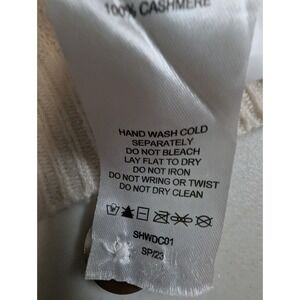 100% CASHMERE
HAND WASH COLD
SEPARATELY
DO NOT BLEACH
LAY FLAT TO DRY
DO NOT IRON
DO NOT WRING OR TWIST
DO NOT DRY CLEAN
SHWDC01
SP/23